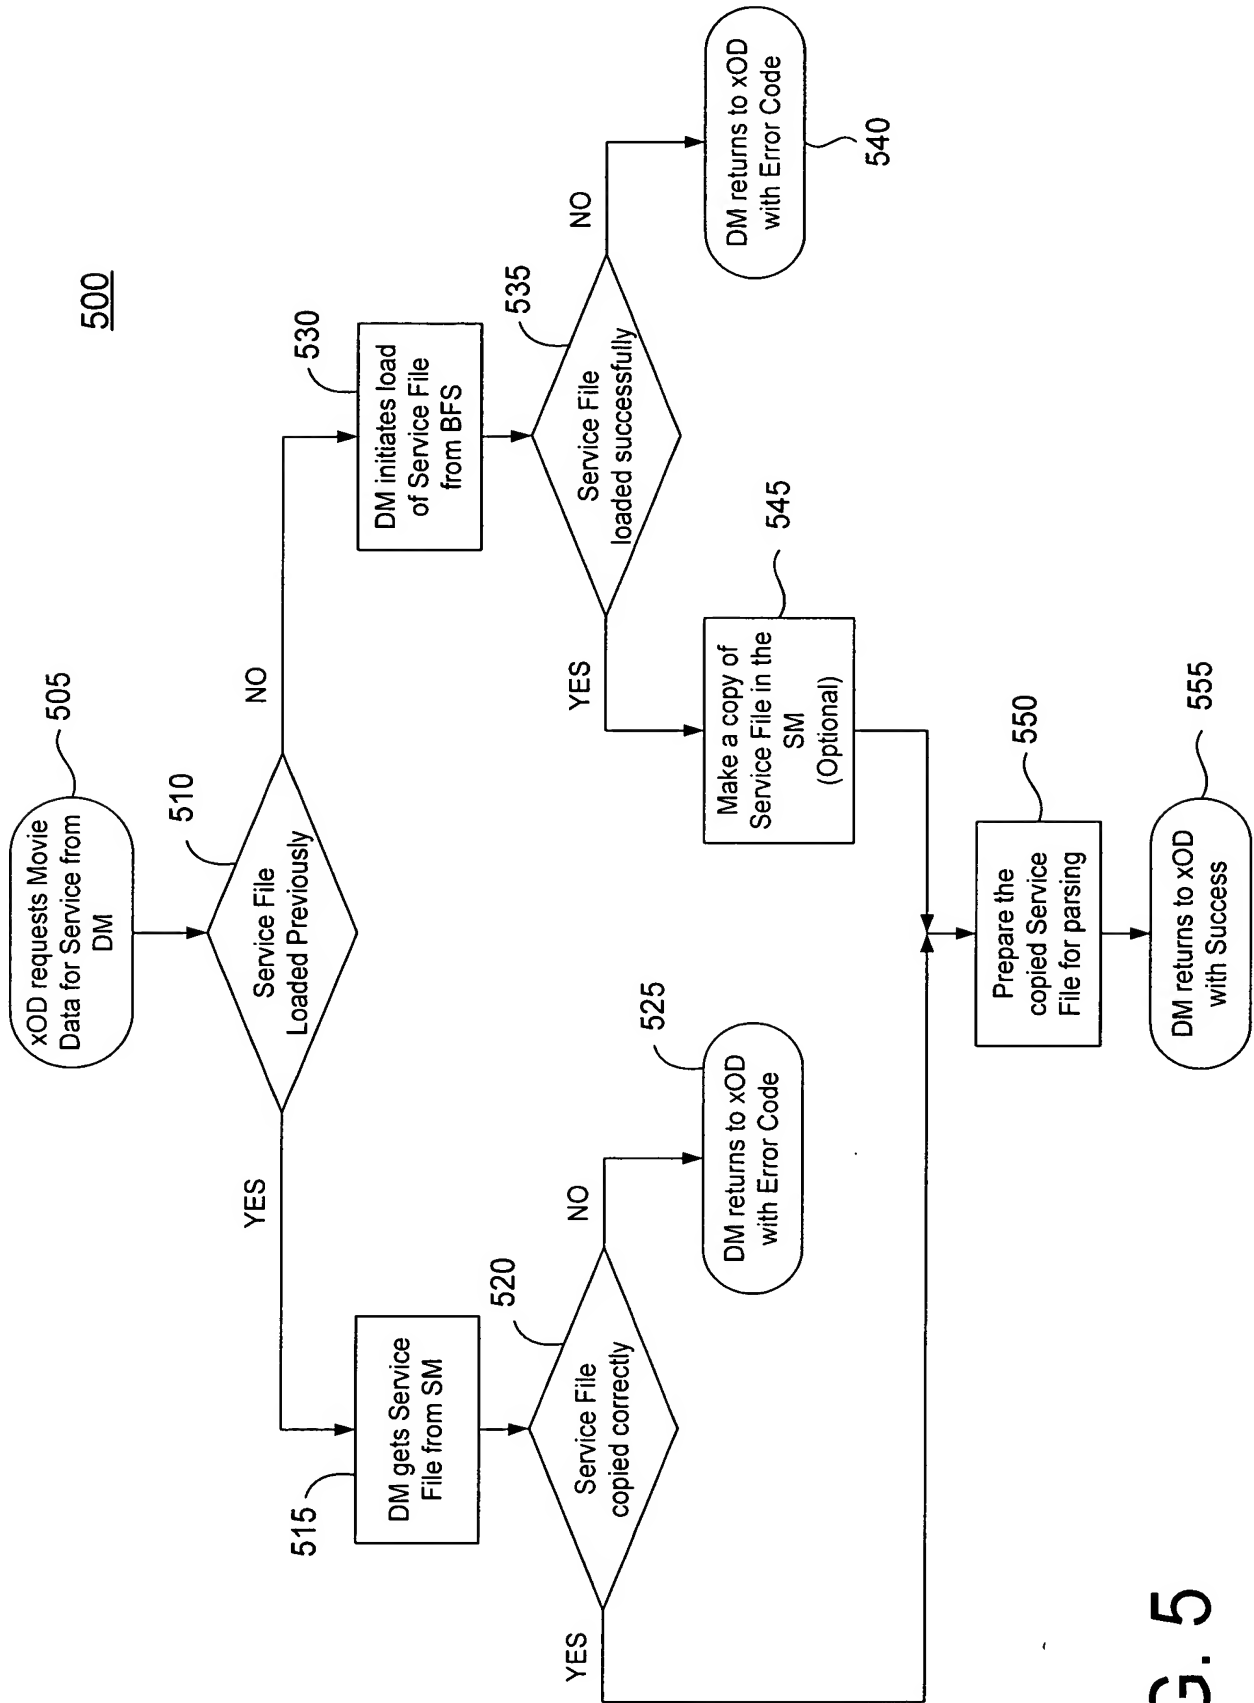 500
xOD requests Movie
Data for Service from
DM
505
Service File
Loaded Previously
510
YES
NO
DM gets Service
File from SM
515
DM initiates load
of Service File
from BFS
530
Service File
copied correctly
520
Service File
loaded successfully
535
YES
NO
YES
NO
DM returns to xOD
with Error Code
525
Make a copy of
Service File in the
SM
(Optional)
545
DM returns to xOD
with Error Code
540
Prepare the
copied Service
File for parsing
550
DM returns to xOD
with Success
555
G. 5